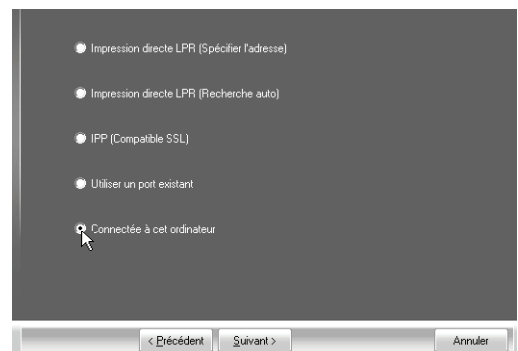 Impression directe LPR (Spécifier l'adresse)
Impression directe LPR (Recherche auto)
IPP (Compatible SSL)
Utiliser un port existant
Connectée à cet ordinateur
< Précédent
Suivant >
Annuler